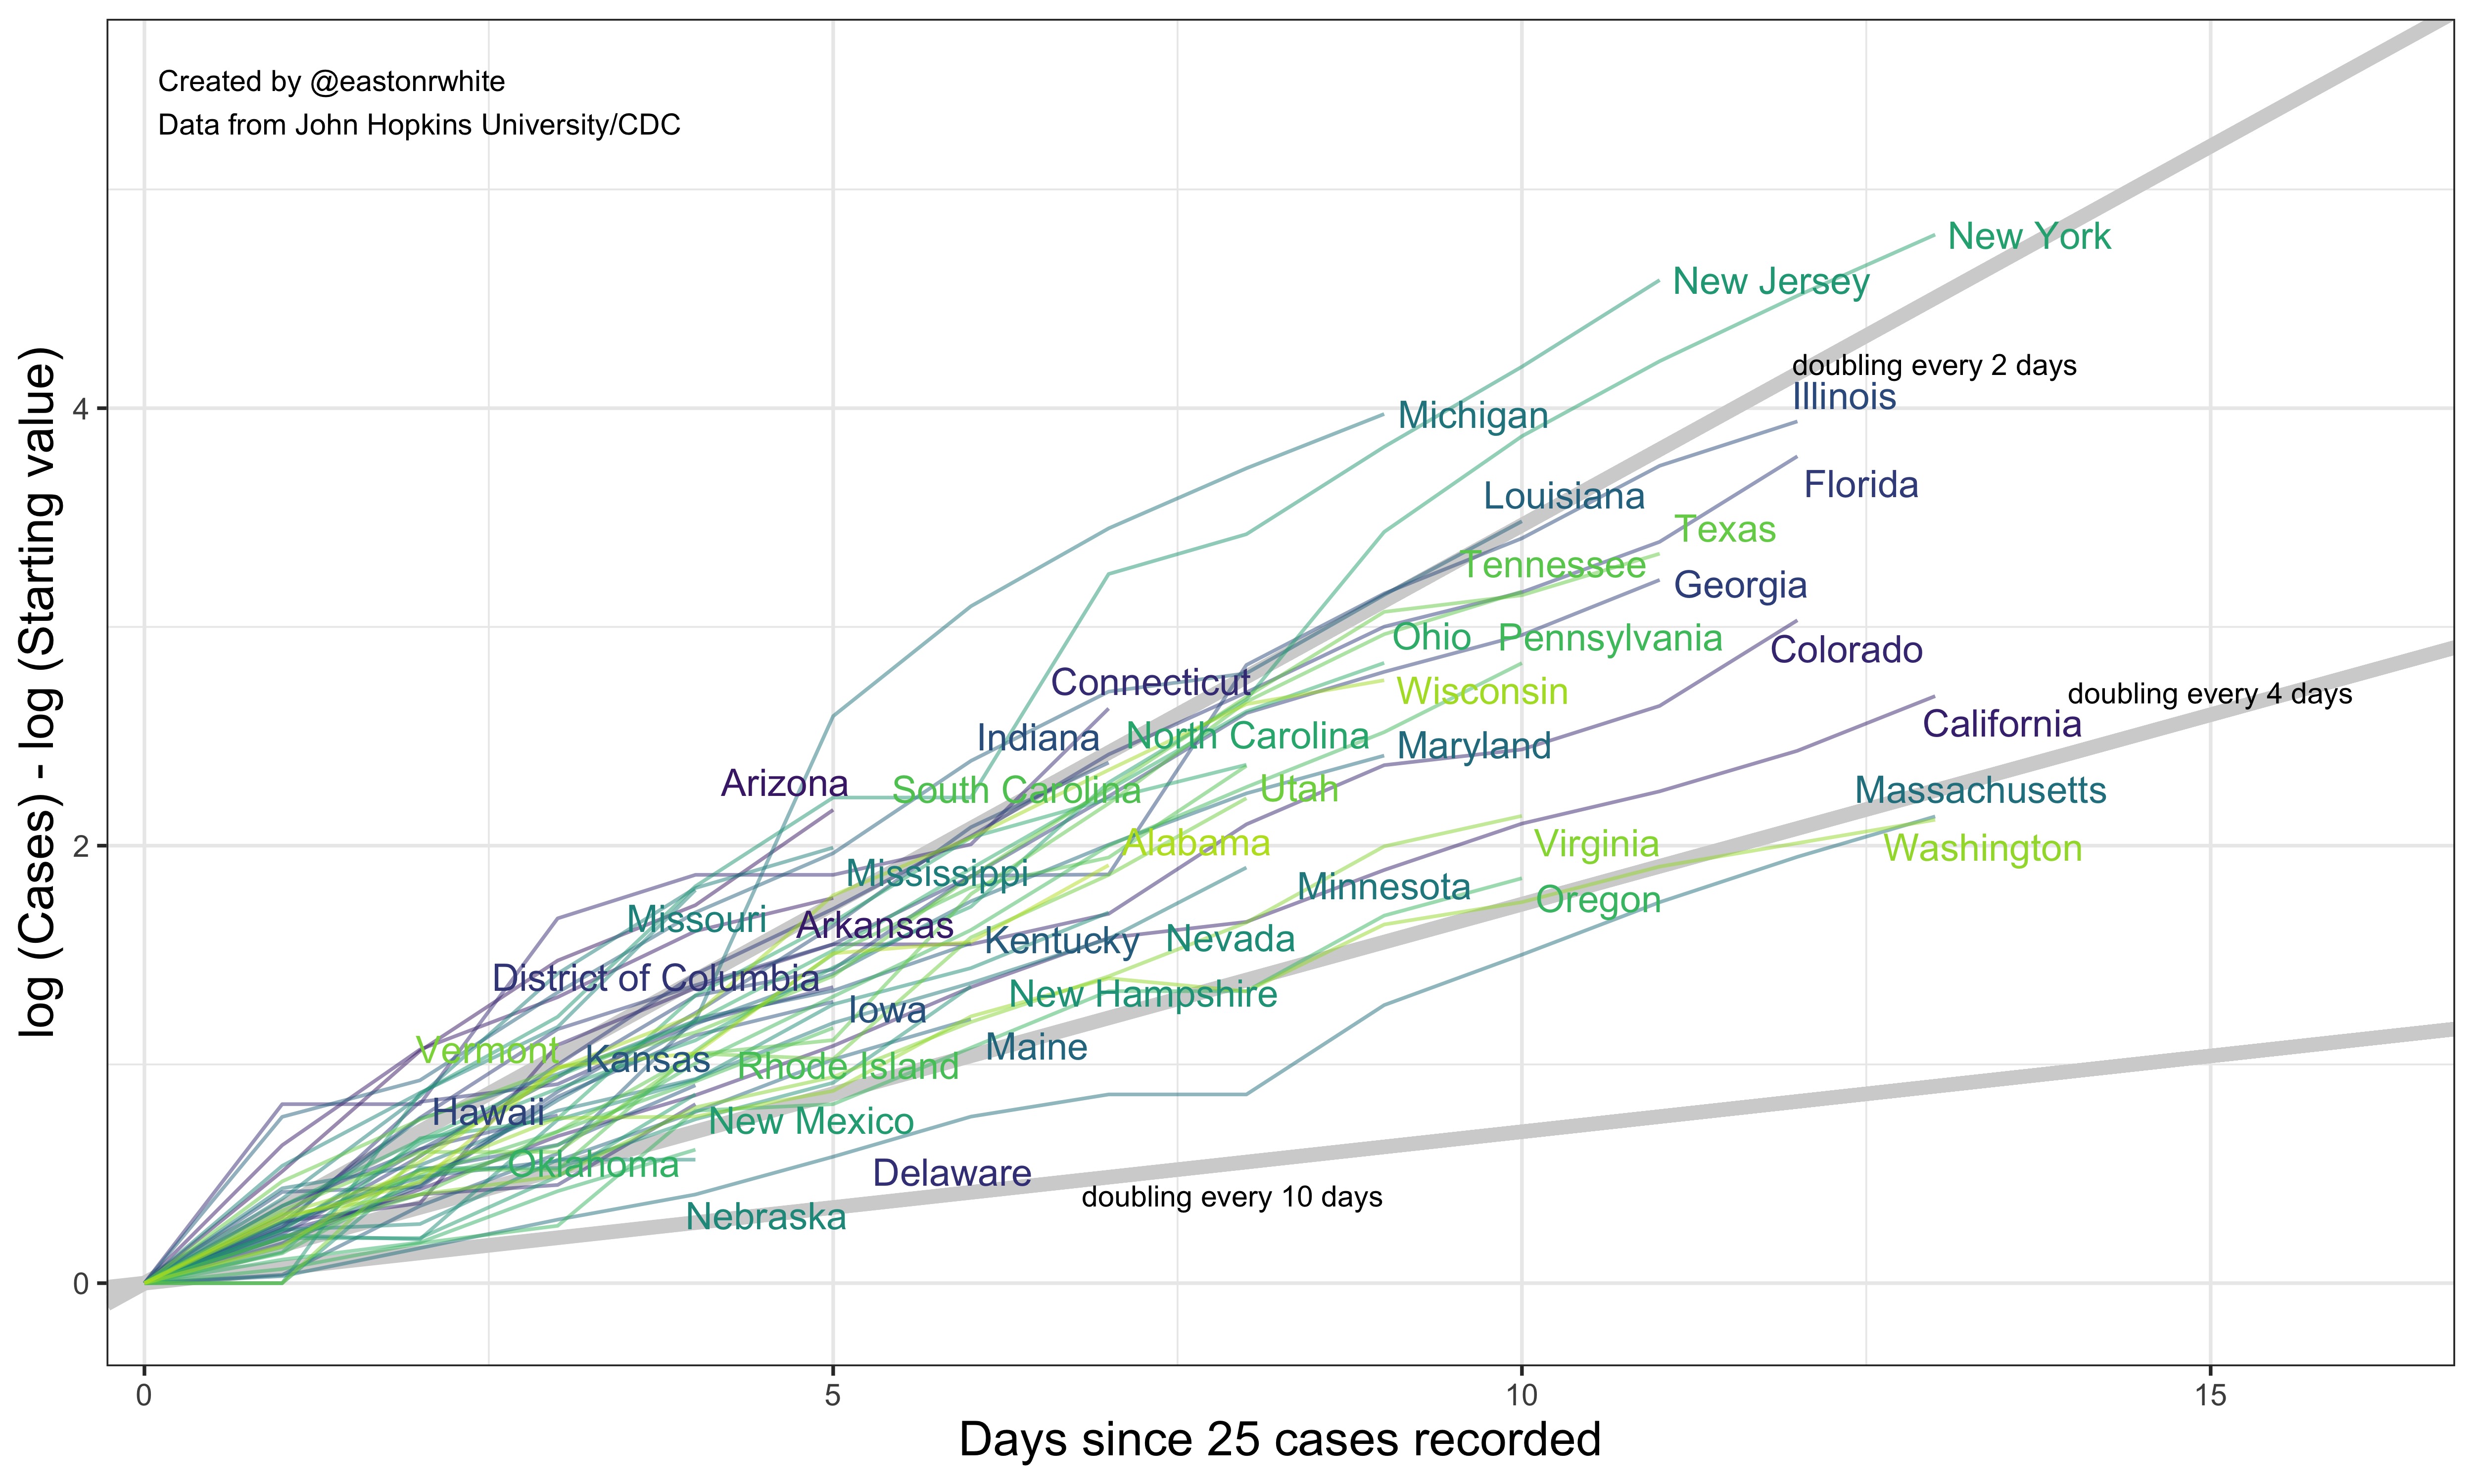 Created by @eastonrwhite
Data from John Hopkins University/CDC
New York
New Jersey
doubling every 2 days
Illinois
Michigan
Florida
Louisiana
Texas
Tennessee
Georgia
Ohio
Pennsylvania
Colorado
Connecticut
Wisconsin
doubling every 4 days
California
Indiana
North Carolina
Maryland
Arizona
South Carolina
Utah
Massachusetts
Alabama
Virginia
Washington
Mississippi
Minnesota
Oregon
Missouri
Arkansas
Kentucky
Nevada
District of Columbia
New Hampshire
Iowa
Vermont
Kansas
Rhode Island
Maine
Hawaii
New Mexico
Oklahoma
Delaware
doubling every 10 days
Nebraska
log (Cases) - log (Starting value)
4
2
0
0 5 10 15
Days since 25 cases recorded